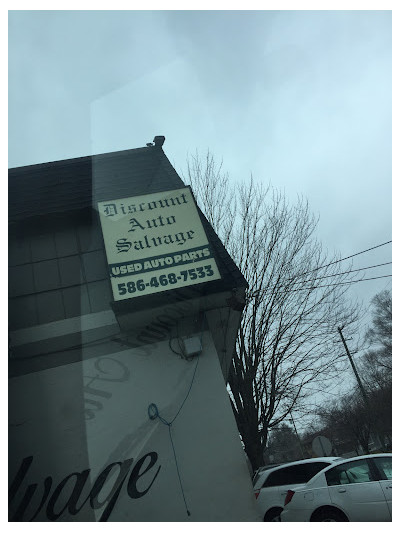 Discount
Auto
Salvage
USED AUTO PARTS
586-468-7533
lvage